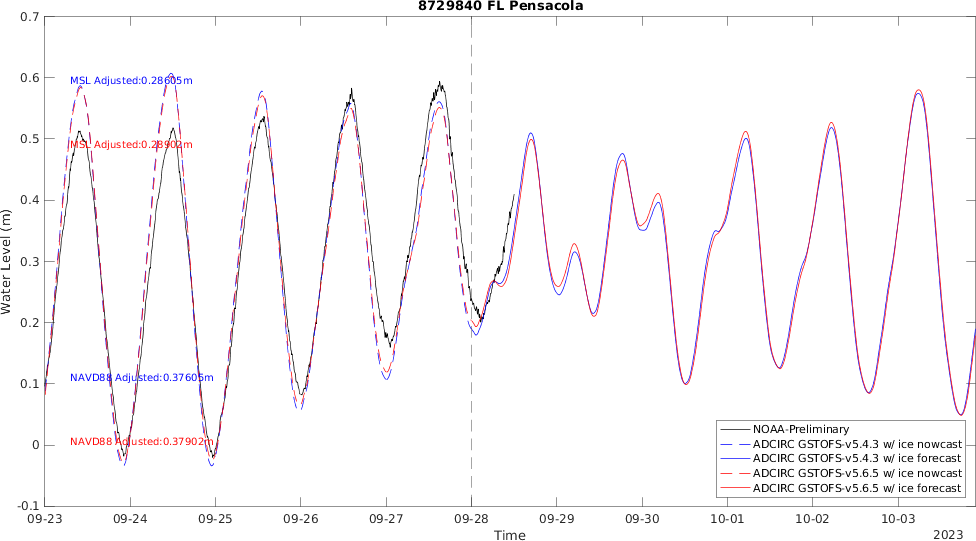 8729840 FL Pensacola
0.7
0.6
0.5
0.4
0.3
0.2
0.1
0
-0.1
Water Level (m)
MSL Adjusted:0.28605m
MSL Adjusted:0.28902m
NAVD88 Adjusted:0.37605m
NAVD88 Adjusted:0.37902m
NOAA-Preliminary
ADCIRC GSTOFS-v5.4.3 w/ ice nowcast
ADCIRC GSTOFS-v5.4.3 w/ ice forecast
ADCIRC GSTOFS-v5.6.5 w/ ice nowcast
ADCIRC GSTOFS-v5.6.5 w/ ice forecast
09-23 09-24 09-25 09-26 09-27 09-28 09-29 09-30 10-01 10-02 10-03
Time
2023